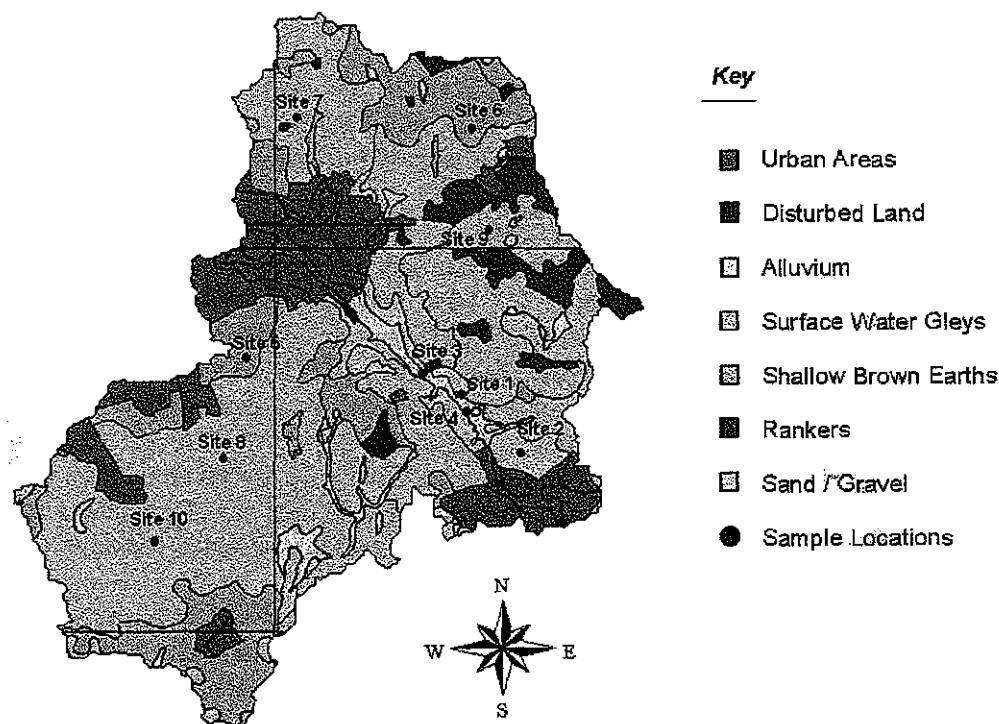 Key
Urban Areas
Disturbed Land
Alluvium
Surface Water Gleys
Shallow Brown Earths
Rankers
Sand / Gravel
Sample Locations
Site 7
Site 6
Site 9
Site 5
Site 3
Site 1
Site 4
Site 2
Site 8
Site 10
N
W E
S